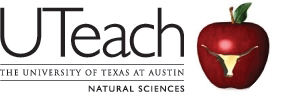 UTeach
THE UNIVERSITY OF TEXAS AT AUSTIN
NATURAL SCIENCES